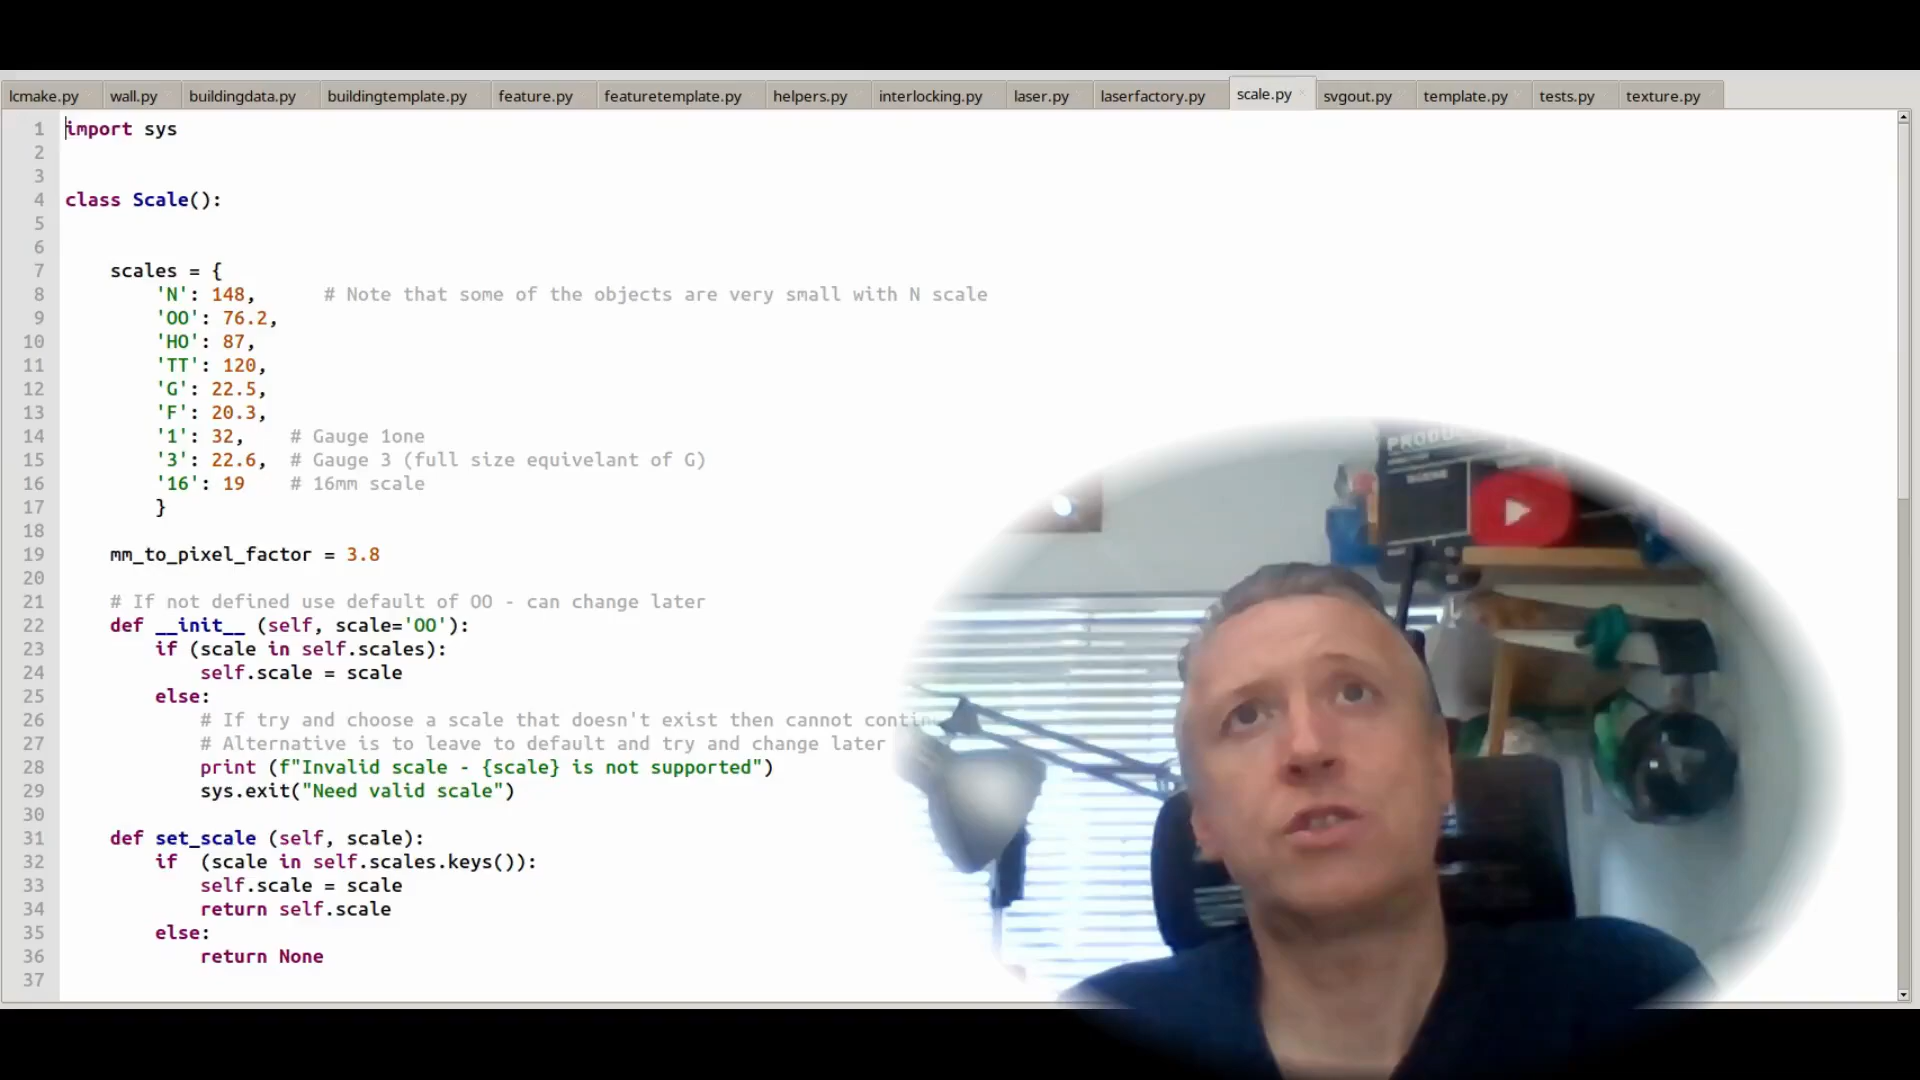 lcmake.py wall.py buildingdata.py buildingtemplate.py feature.py featuretemplate.py helpers.py interlocking.py laser.py laserfactory.py scale.py svgout.py template.py tests.py texture.py
1 import sys
2
3
4 class Scale():
5
6
7 scales = {
8 'N': 148, # Note that some of the objects are very small with N scale
9 'OO': 76.2,
10 'HO': 87,
11 'TT': 120,
12 'G': 22.5,
13 'F': 20.3,
14 '1': 32, # Gauge 1one
15 '3': 22.6, # Gauge 3 (full size equivelant of G)
16 '16': 19 # 16mm scale
17 }
18
19 mm_to_pixel_factor = 3.8
20
21 # If not defined use default of OO - can change later
22 def __init__ (self, scale='OO'):
23 if (scale in self.scales):
24 self.scale = scale
25 else:
26 # If try and choose a scale that doesn't exist then cannot contin
27 # Alternative is to leave to default and try and change later
28 print (f"Invalid scale - {scale} is not supported")
29 sys.exit("Need valid scale")
30
31 def set_scale (self, scale):
32 if (scale in self.scales.keys()):
33 self.scale = scale
34 return self.scale
35 else:
36 return None
37